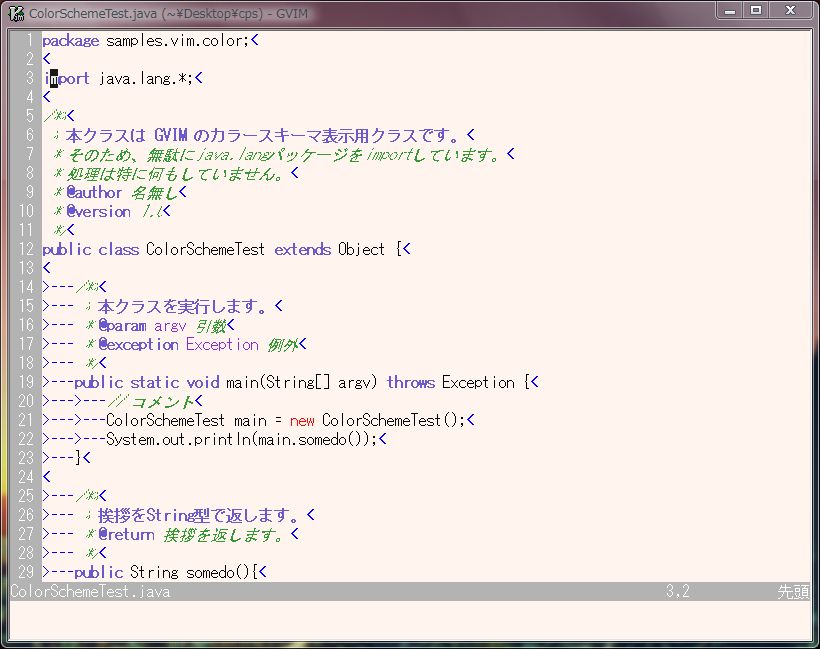 ColorSchemeTest.java (~¥Desktop¥cps) - GVIM
1 package samples.vim.color;<
2 <
3 import java.lang.*;<
4 <
5 /**<
6  * 本クラスは GVIM のカラースキーマ表示用クラスです。<
7  * そのため、無駄にjava.langパッケージをimportしています。<
8  * 処理は特に何もしていません。<
9  * @author 名無し<
10  * @version 1.0<
11  */<
12 public class ColorSchemeTest extends Object {<
13 <
14 >---/**<
15 >--- * 本クラスを実行します。<
16 >--- * @param argv 引数<
17 >--- * @exception Exception 例外<
18 >--- */<
19 >---public static void main(String[] argv) throws Exception {<
20 >--->---// コメント<
21 >--->---ColorSchemeTest main = new ColorSchemeTest();<
22 >--->---System.out.println(main.somedo());<
23 >---}<
24 <
25 >---/**<
26 >--- * 挨拶をString型で返します。<
27 >--- * @return 挨拶を返します。<
28 >--- */<
29 >---public String somedo(){<
ColorSchemeTest.java 3,2 先頭